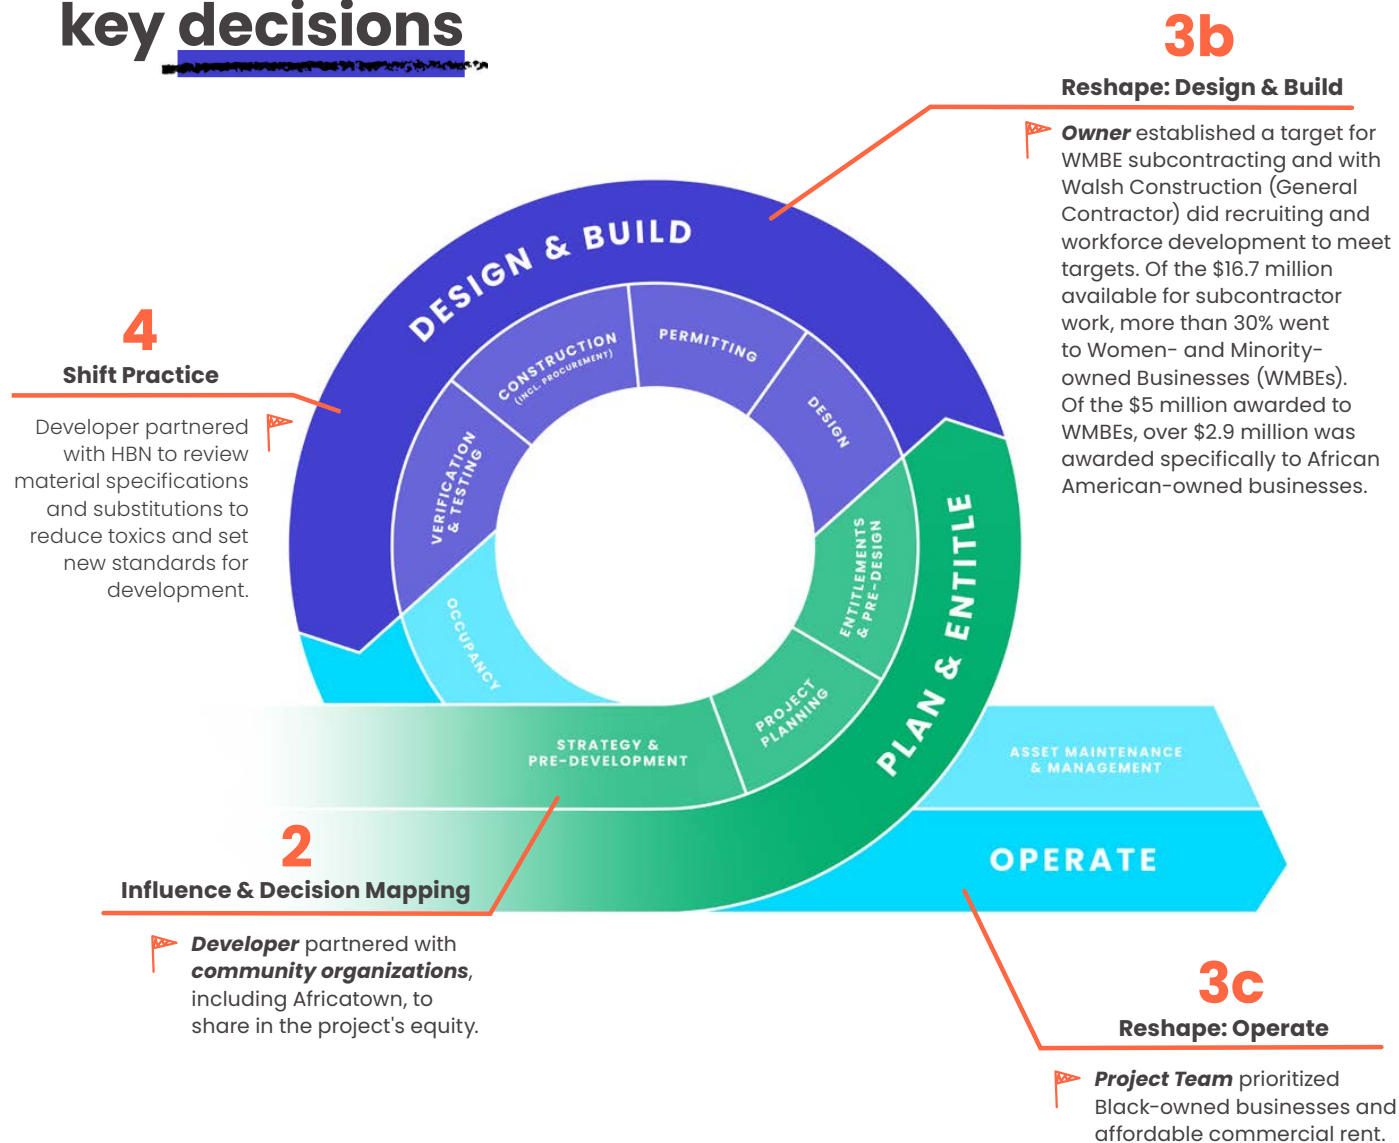 key decisions
3b
Reshape: Design & Build
Owner established a target for
WMBE subcontracting and with
Walsh Construction (General
Contractor) did recruiting and
workforce development to meet
targets. Of the $16.7 million
available for subcontractor
work, more than 30% went
to Women- and Minority-
owned Businesses (WMBEs).
Of the $5 million awarded to
WMBEs, over $2.9 million was
awarded specifically to African
American-owned businesses.
4
Shift Practice
Developer partnered
with HBN to review
material specifications
and substitutions to
reduce toxics and set
new standards for
development.
DESIGN & BUILD
VERIFICATION
& TESTING
CONSTRUCTION
(INCL. PROCUREMENT)
PERMITTING
DESIGN
ENTITLEMENTS
& PRE-DESIGN
PLAN & ENTITLE
PROJECT
PLANNING
STRATEGY &
PRE-DEVELOPMENT
OCCUPANCY
ASSET MAINTENANCE
& MANAGEMENT
OPERATE
2
Influence & Decision Mapping
Developer partnered with
community organizations,
including Africatown, to
share in the project's equity.
3c
Reshape: Operate
Project Team prioritized
Black-owned businesses and
affordable commercial rent.